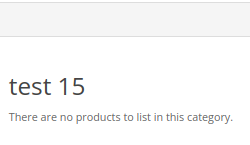 test 15
There are no products to list in this category.